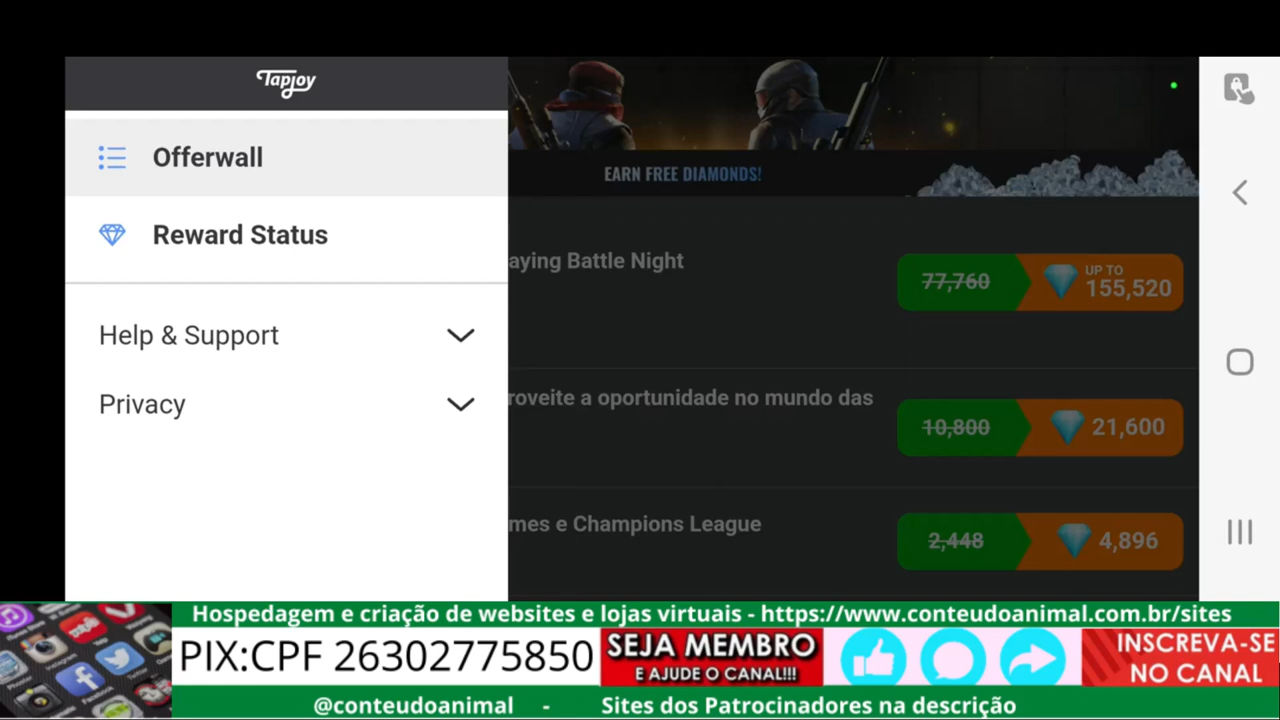 Tapjoy
Offerwall
Reward Status
Help & Support
Privacy
EARN FREE DIAMONDS!
aying Battle Night
77,760
UP TO
155,520
roveite a oportunidade no mundo das
10,800
21,600
mes e Champions League
2,448
4,896
Hospedagem e criação de websites e lojas virtuais - https://www.conteudoanimal.com.br/sites
PIX:CPF 26302775850
SEJA MEMBRO
E AJUDE O CANAL!!!
INSCREVA-SE
NO CANAL
@conteudoanimal - Sites dos Patrocinadores na descrição